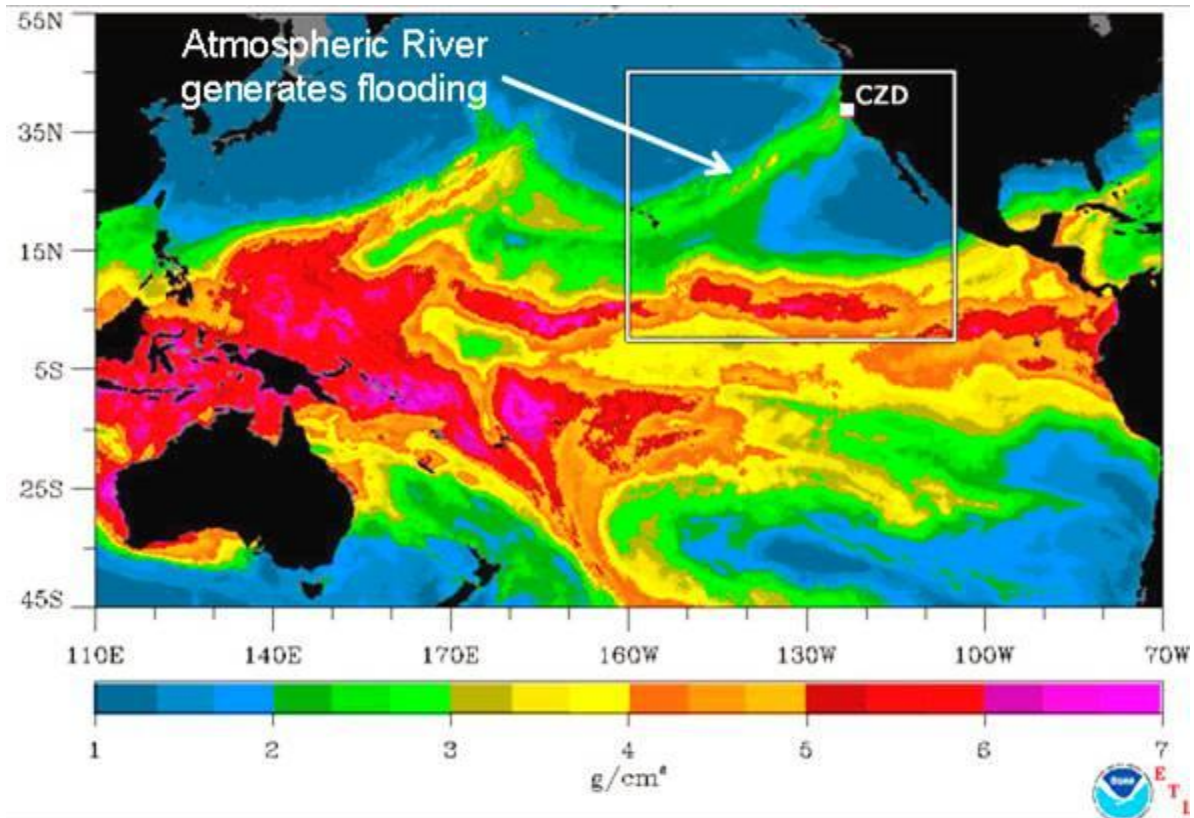 Atmospheric River
generates flooding
CZD
55N
35N
15N
5S
25S
45S
110E 140E 170E 160W 130W 100W 70W
1 2 3 4 5 6 7
g/cm²
NOAA
E
T
L